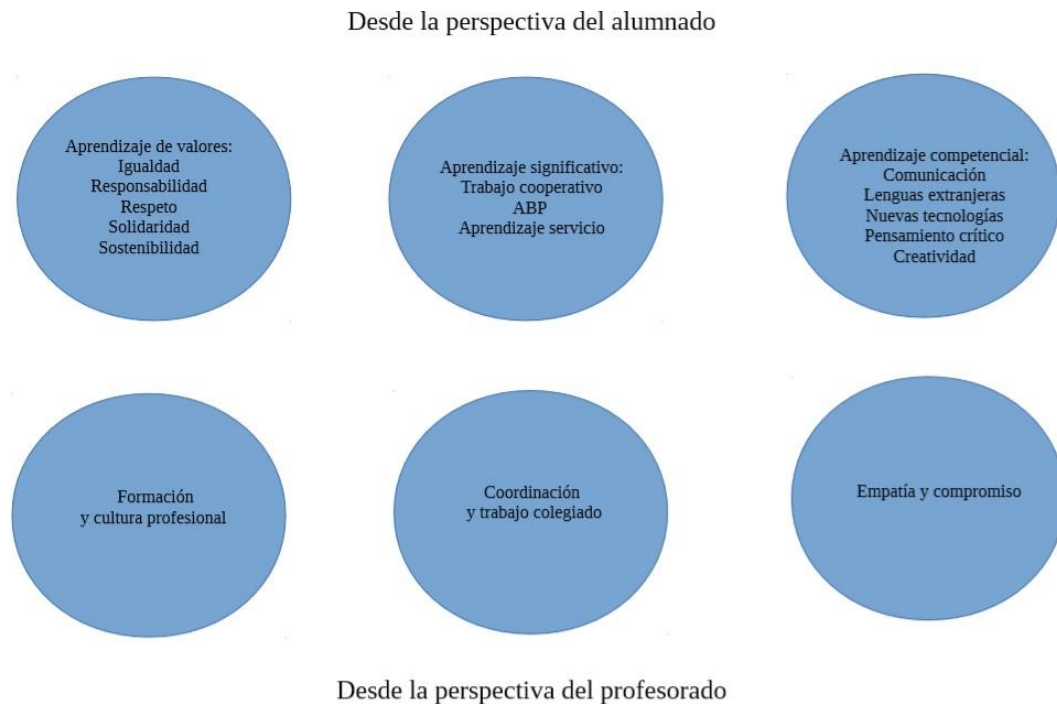 Desde la perspectiva del alumnado
Aprendizaje de valores:
Igualdad
Responsabilidad
Respeto
Solidaridad
Sostenibilidad
Aprendizaje significativo:
Trabajo cooperativo
ABP
Aprendizaje servicio
Aprendizaje competencial:
Comunicación
Lenguas extranjeras
Nuevas tecnologías
Pensamiento crítico
Creatividad
Formación
y cultura profesional
Coordinación
y trabajo colegiado
Empatía y compromiso
Desde la perspectiva del profesorado